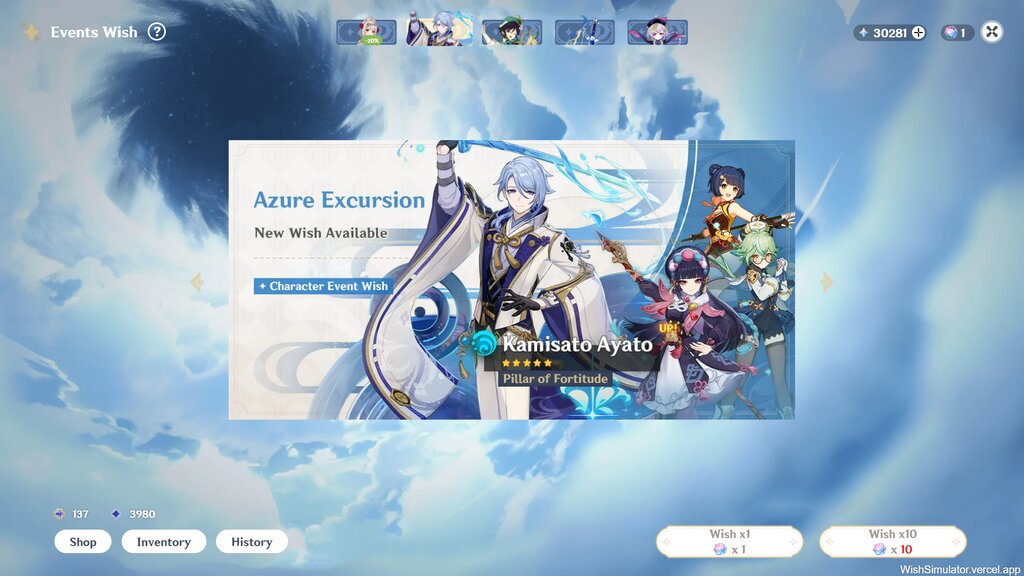 Events Wish ?
-20%
30281
1
Azure Excursion
New Wish Available
Character Event Wish
UP!
Kamisato Ayato
Pillar of Fortitude
137
3980
Shop
Inventory
History
Wish x1
x 1
Wish x10
x 10
WishSimulator.vercel.app